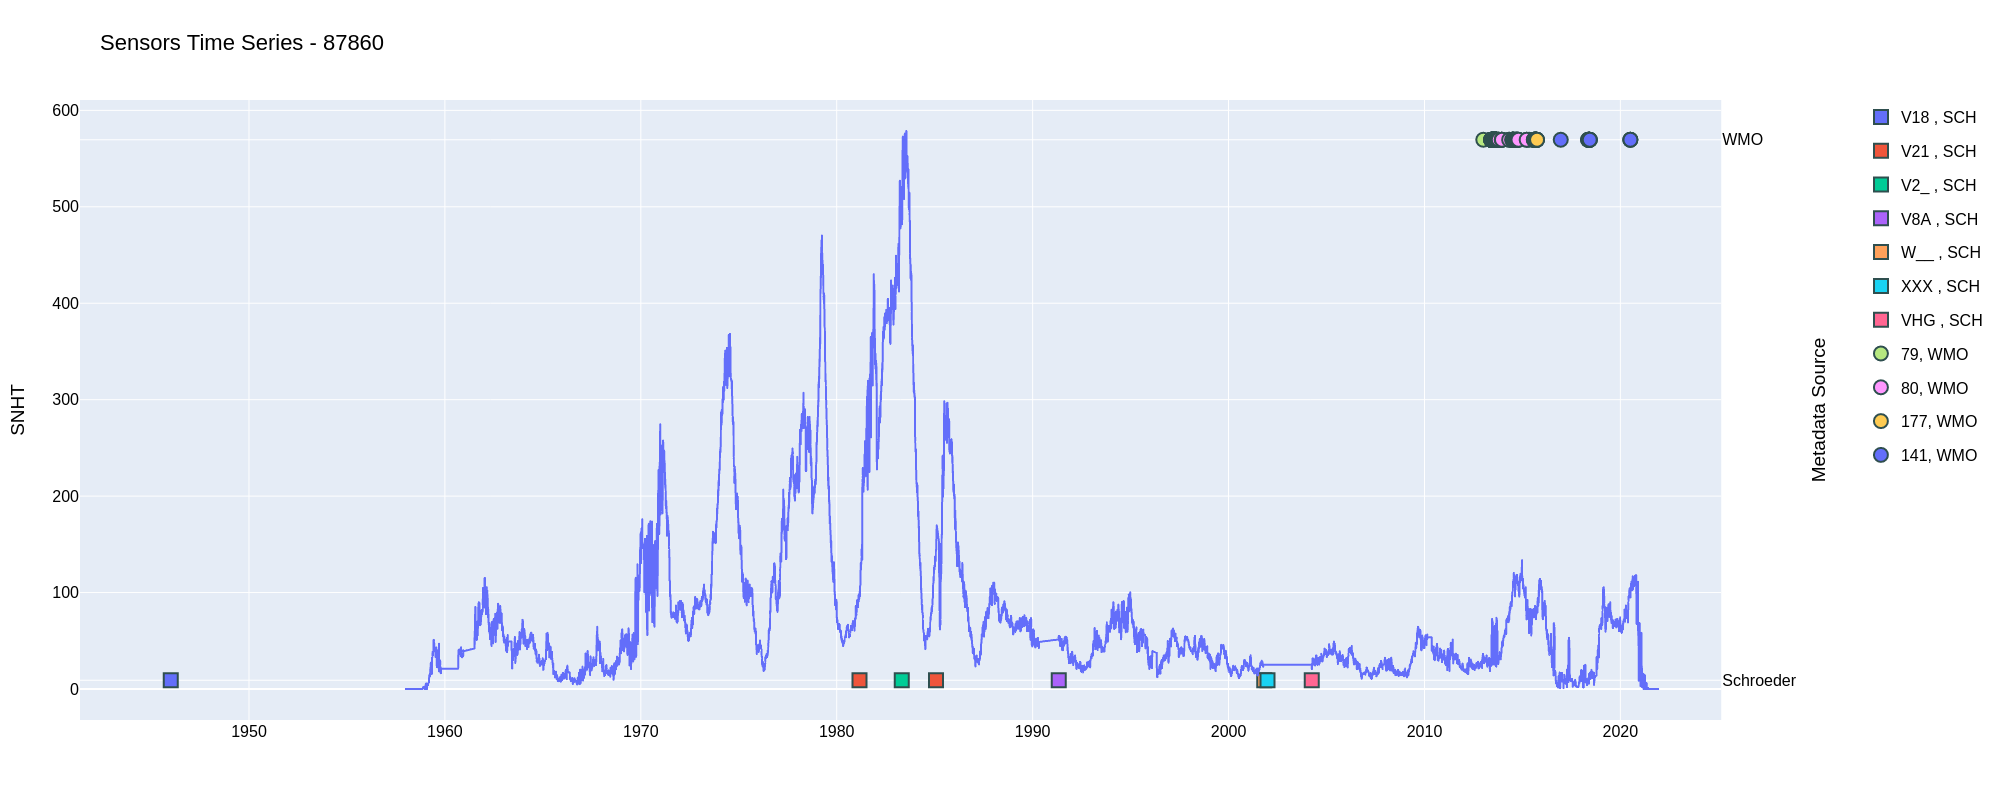 Sensors Time Series - 87860
600
500
400
300
200
100
0
SNHT
1950
1960
1970
1980
1990
2000
2010
2020
WMO
Schroeder
Metadata Source
V18 , SCH
V21 , SCH
V2_ , SCH
V8A , SCH
W__ , SCH
XXX , SCH
VHG , SCH
79, WMO
80, WMO
177, WMO
141, WMO